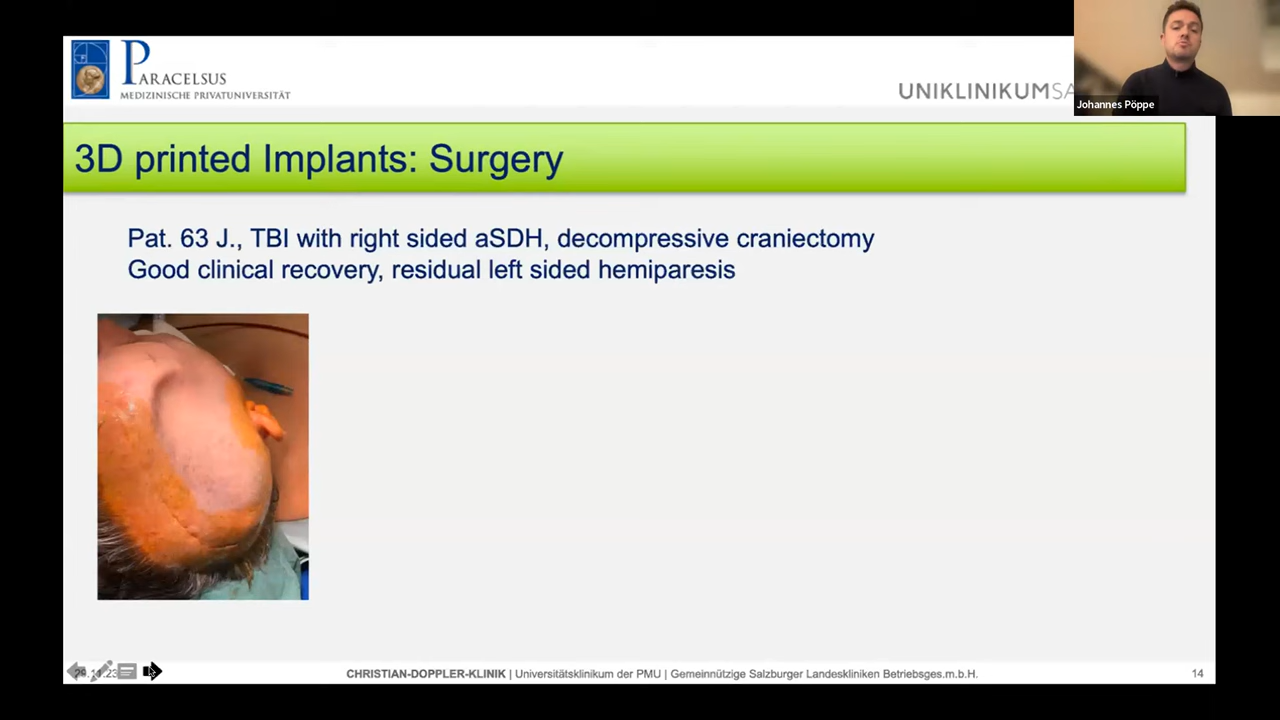 PARACELSUS
MEDIZINISCHE PRIVATUNIVERSITÄT
UNIKLINIKUMSA
Johannes Pöppe
3D printed Implants: Surgery
Pat. 63 J., TBI with right sided aSDH, decompressive craniectomy
Good clinical recovery, residual left sided hemiparesis
CHRISTIAN-DOPPLER-KLINIK | Universitätsklinikum der PMU | Gemeinnützige Salzburger Landeskliniken Betriebsges.m.b.H.
14